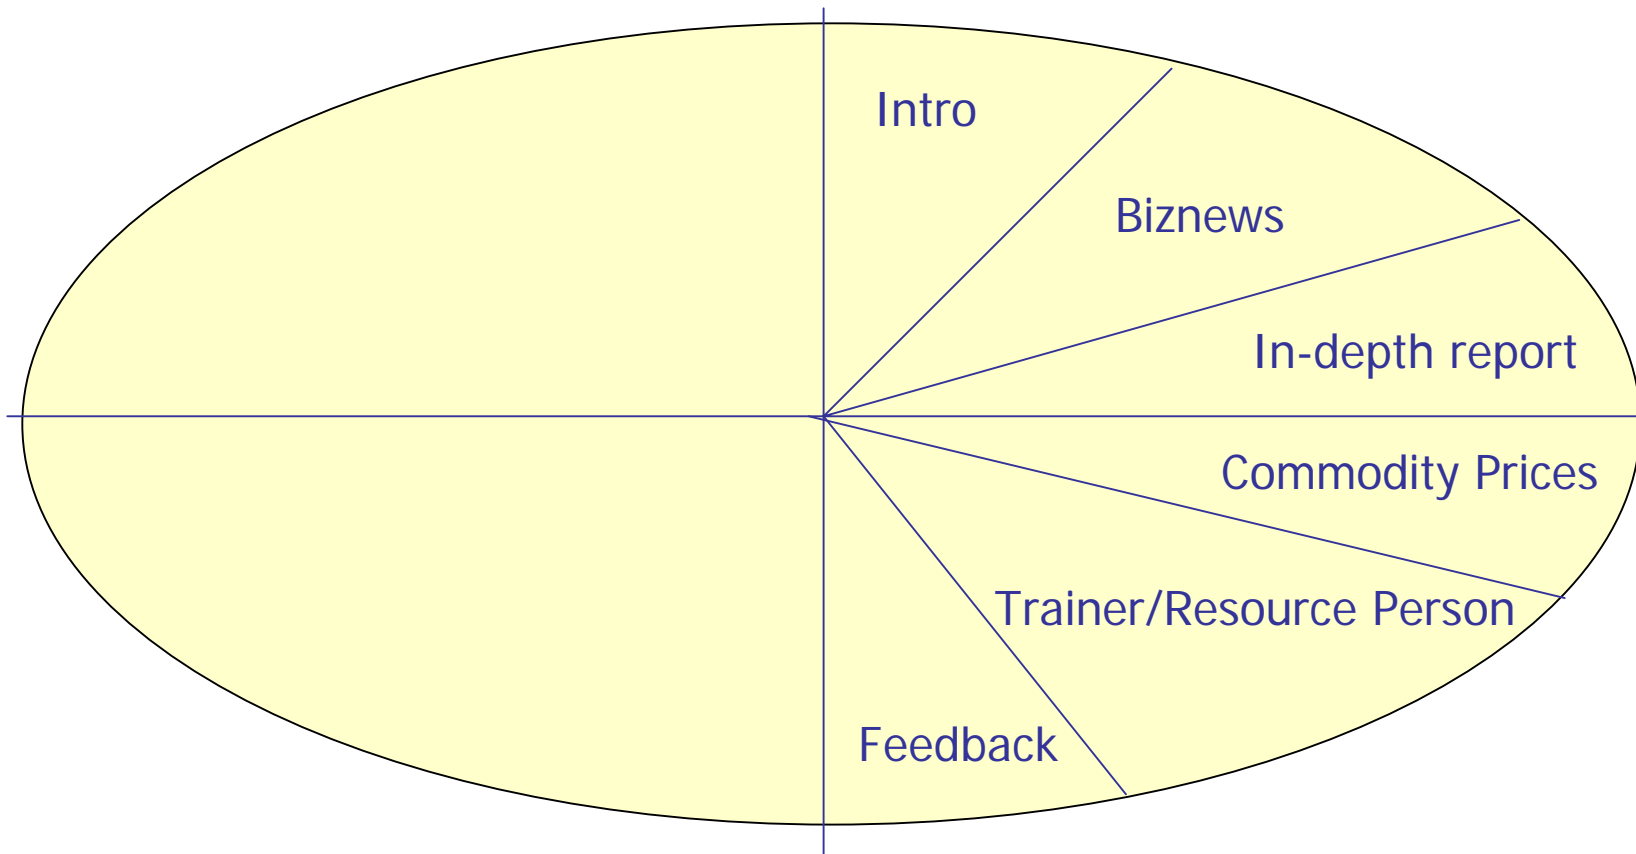 Intro
Biznews
In-depth report
Commodity Prices
Trainer/Resource Person
Feedback